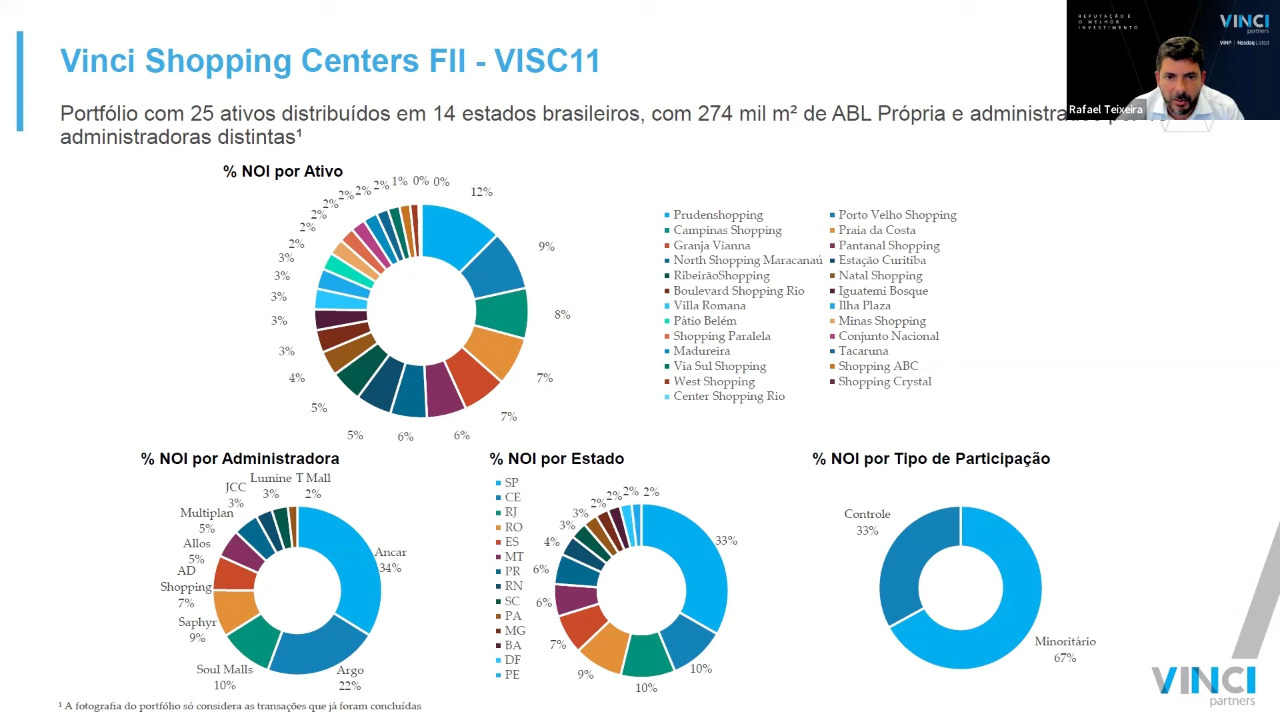 Vinci Shopping Centers FII - VISC11
REPUTAÇÃO E
O MELHOR
INVESTIMENTO
VINCI
partners
VINP | Nasdaq Listed
Rafael Teixeira
Portfólio com 25 ativos distribuídos em 14 estados brasileiros, com 274 mil m² de ABL Própria e
administradoras distintas¹
% NOI por Ativo
2% 2% 2% 2% 1% 0% 0% 12%
2%
2%
2%
3%
3%
3%
3%
3%
4%
5%
5%
6%
6%
7%
7%
8%
9%
Prudenshopping
Porto Velho Shopping
Campinas Shopping
Praia da Costa
Granja Vianna
Pantanal Shopping
North Shopping Maracanaú
Estação Curitiba
RibeirãoShopping
Natal Shopping
Boulevard Shopping Rio
Iguatemi Bosque
Villa Romana
Ilha Plaza
Pátio Belém
Minas Shopping
Shopping Paralela
Conjunto Nacional
Madureira
Tacaruna
Via Sul Shopping
Shopping ABC
West Shopping
Shopping Crystal
Center Shopping Rio
% NOI por Administradora
Lumine
3%
T Mall
2%
JCC
3%
Multiplan
5%
Allos
5%
AD
Shopping
7%
Saphyr
9%
Soul Malls
10%
Argo
22%
Ancar
34%
% NOI por Estado
SP
CE
RJ
RO
ES
MT
PR
RN
SC
PA
MG
BA
DF
PE
33%
10%
10%
9%
7%
6%
6%
4%
3%
3%
2%
2%
2%
2%
% NOI por Tipo de Participação
Controle
33%
Minoritário
67%
VINCI
partners
¹ A fotografia do portfólio só considera as transações que já foram concluídas